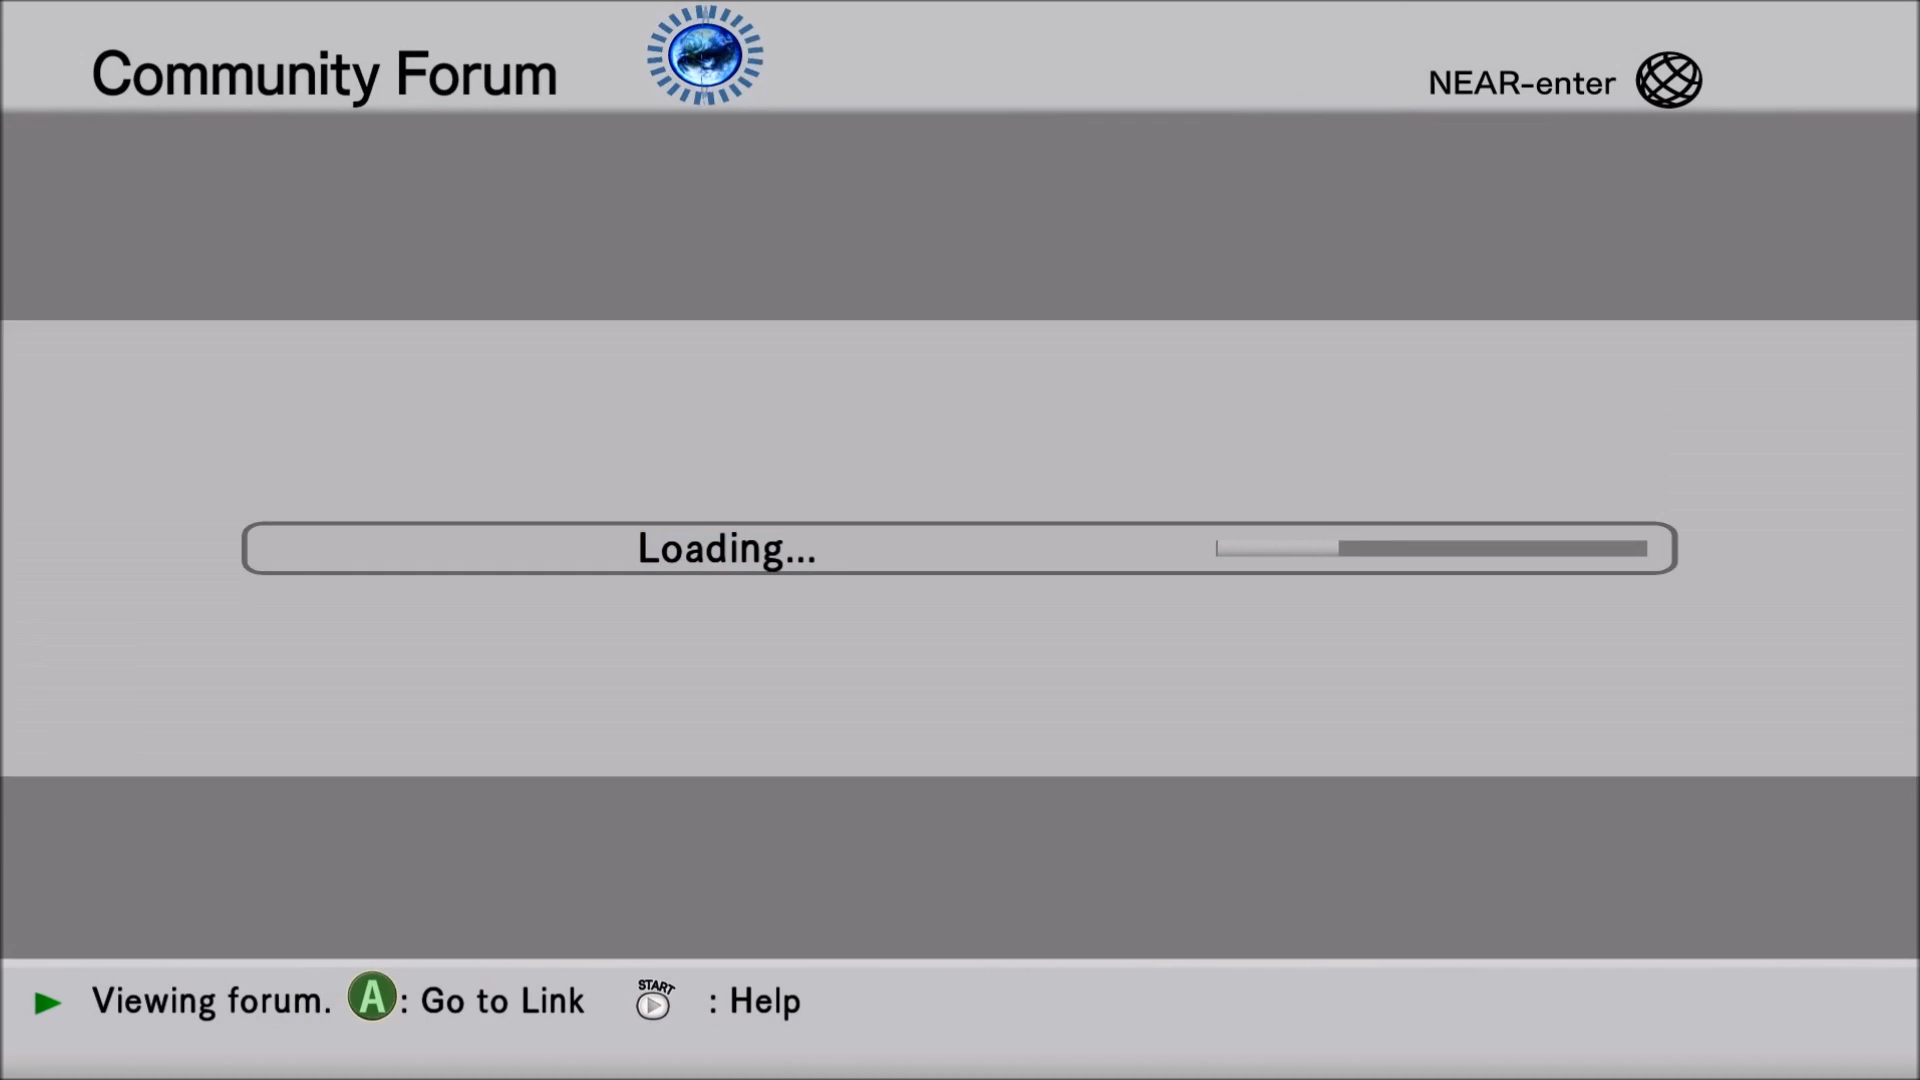 Community Forum
NEAR-enter
Loading...
Viewing forum. A: Go to Link START : Help